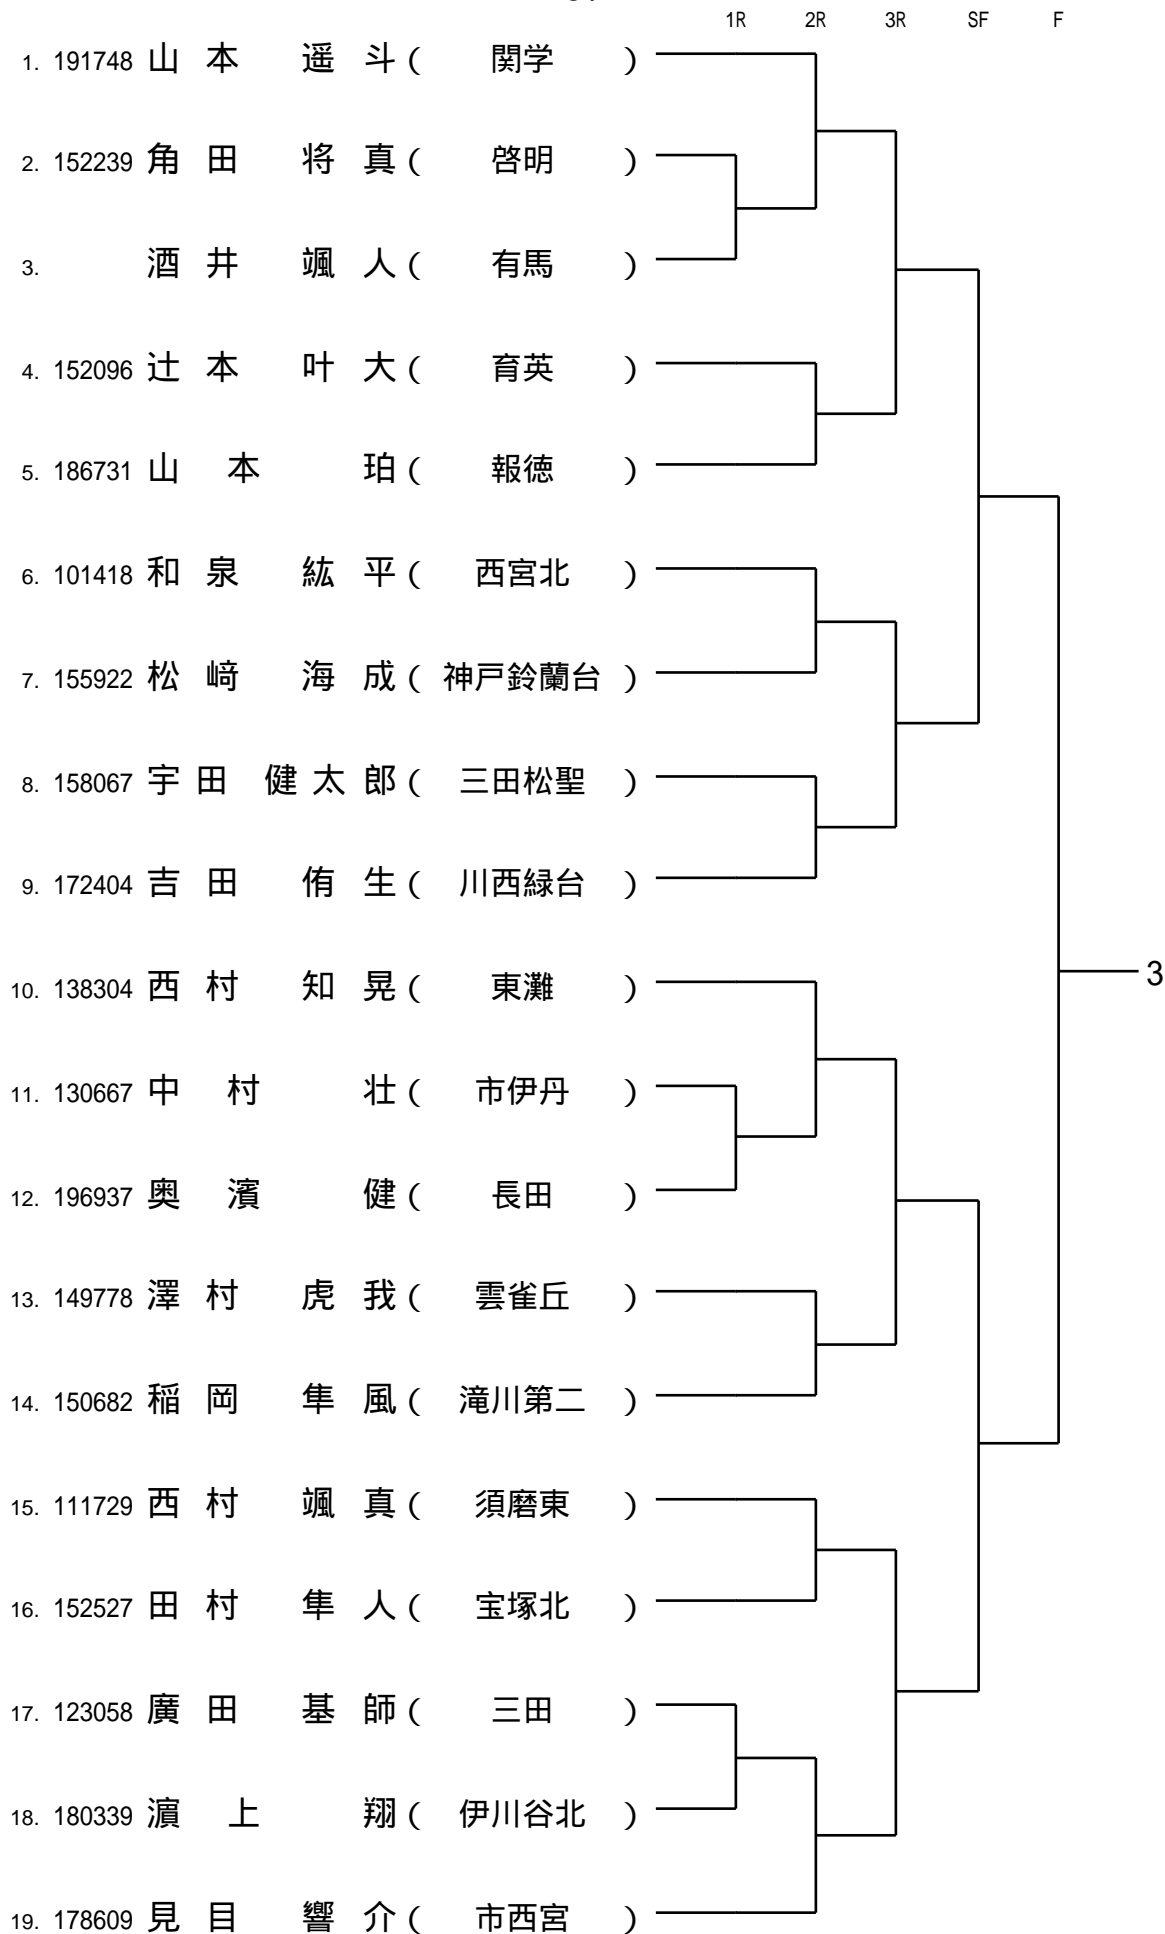 1R 2R 3R SF F
1. 191748 山本 遥斗 ( 関学 )
2. 152239 角田 将真 ( 啓明 )
3. 酒井 颯人 ( 有馬 )
4. 152096 辻本 叶大 ( 育英 )
5. 186731 山本 珀 ( 報徳 )
6. 101418 和泉 紘平 ( 西宮北 )
7. 155922 松﨑 海成 ( 神戸鈴蘭台 )
8. 158067 宇田 健太郎 ( 三田松聖 )
9. 172404 吉田 侑生 ( 川西緑台 )
10. 138304 西村 知晃 ( 東灘 )
3
11. 130667 中村 壮 ( 市伊丹 )
12. 196937 奥濱 健 ( 長田 )
13. 149778 澤村 虎我 ( 雲雀丘 )
14. 150682 稲岡 隼風 ( 滝川第二 )
15. 111729 西村 颯真 ( 須磨東 )
16. 152527 田村 隼人 ( 宝塚北 )
17. 123058 廣田 基師 ( 三田 )
18. 180339 濵上 翔 ( 伊川谷北 )
19. 178609 見目 響介 ( 市西宮 )